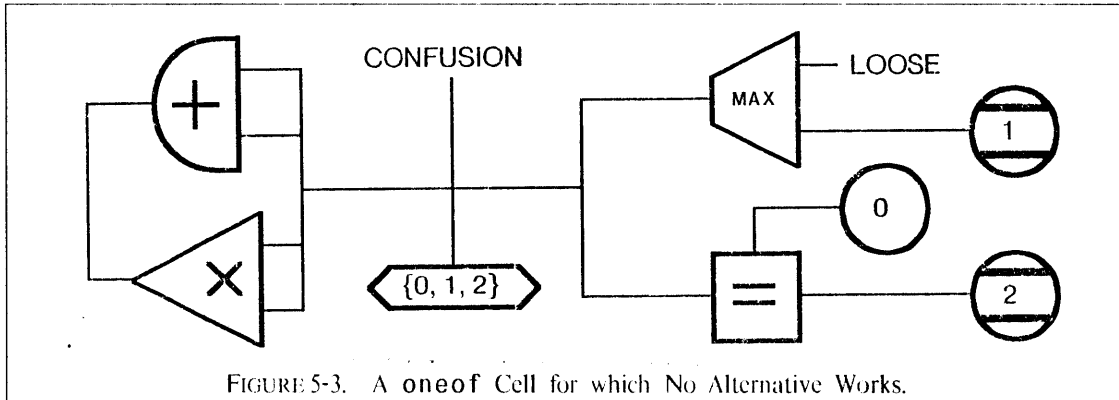 CONFUSION
LOOSE
+
MAX
1
0
×
{0, 1, 2}
=
2
FIGURE 5-3. A oneof Cell for which No Alternative Works.